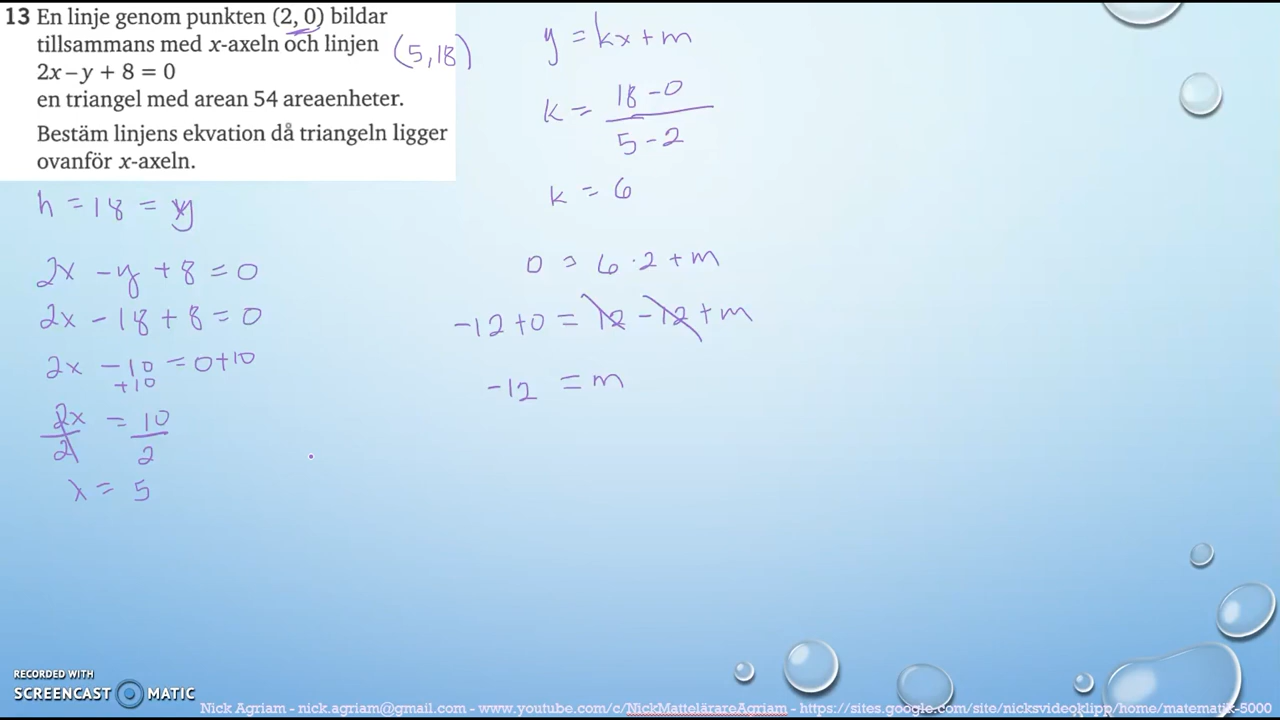 13 En linje genom punkten (2, 0) bildar
tillsammans med x-axeln och linjen
2x – y + 8 = 0
en triangel med arean 54 areaenheter.
Bestäm linjens ekvation då triangeln ligger
ovanför x-axeln.
(5,18)
h = 18 = y
2x - y + 8 = 0
2x - 18 + 8 = 0
2x - 10 = 0 + 10
+10
2x = 10
2 2
x = 5
y = kx + m
k = 18 - 0
5 - 2
k = 6
0 = 6 · 2 + m
-12 + 0 = 12 - 12 + m
-12 = m
RECORDED WITH
SCREENCAST MATIC
Nick Agriam - nick.agriam@gmail.com - www.youtube.com/c/NickMattelärareAgriam - https://sites.google.com/site/nicksvideoklipp/home/matematik-5000